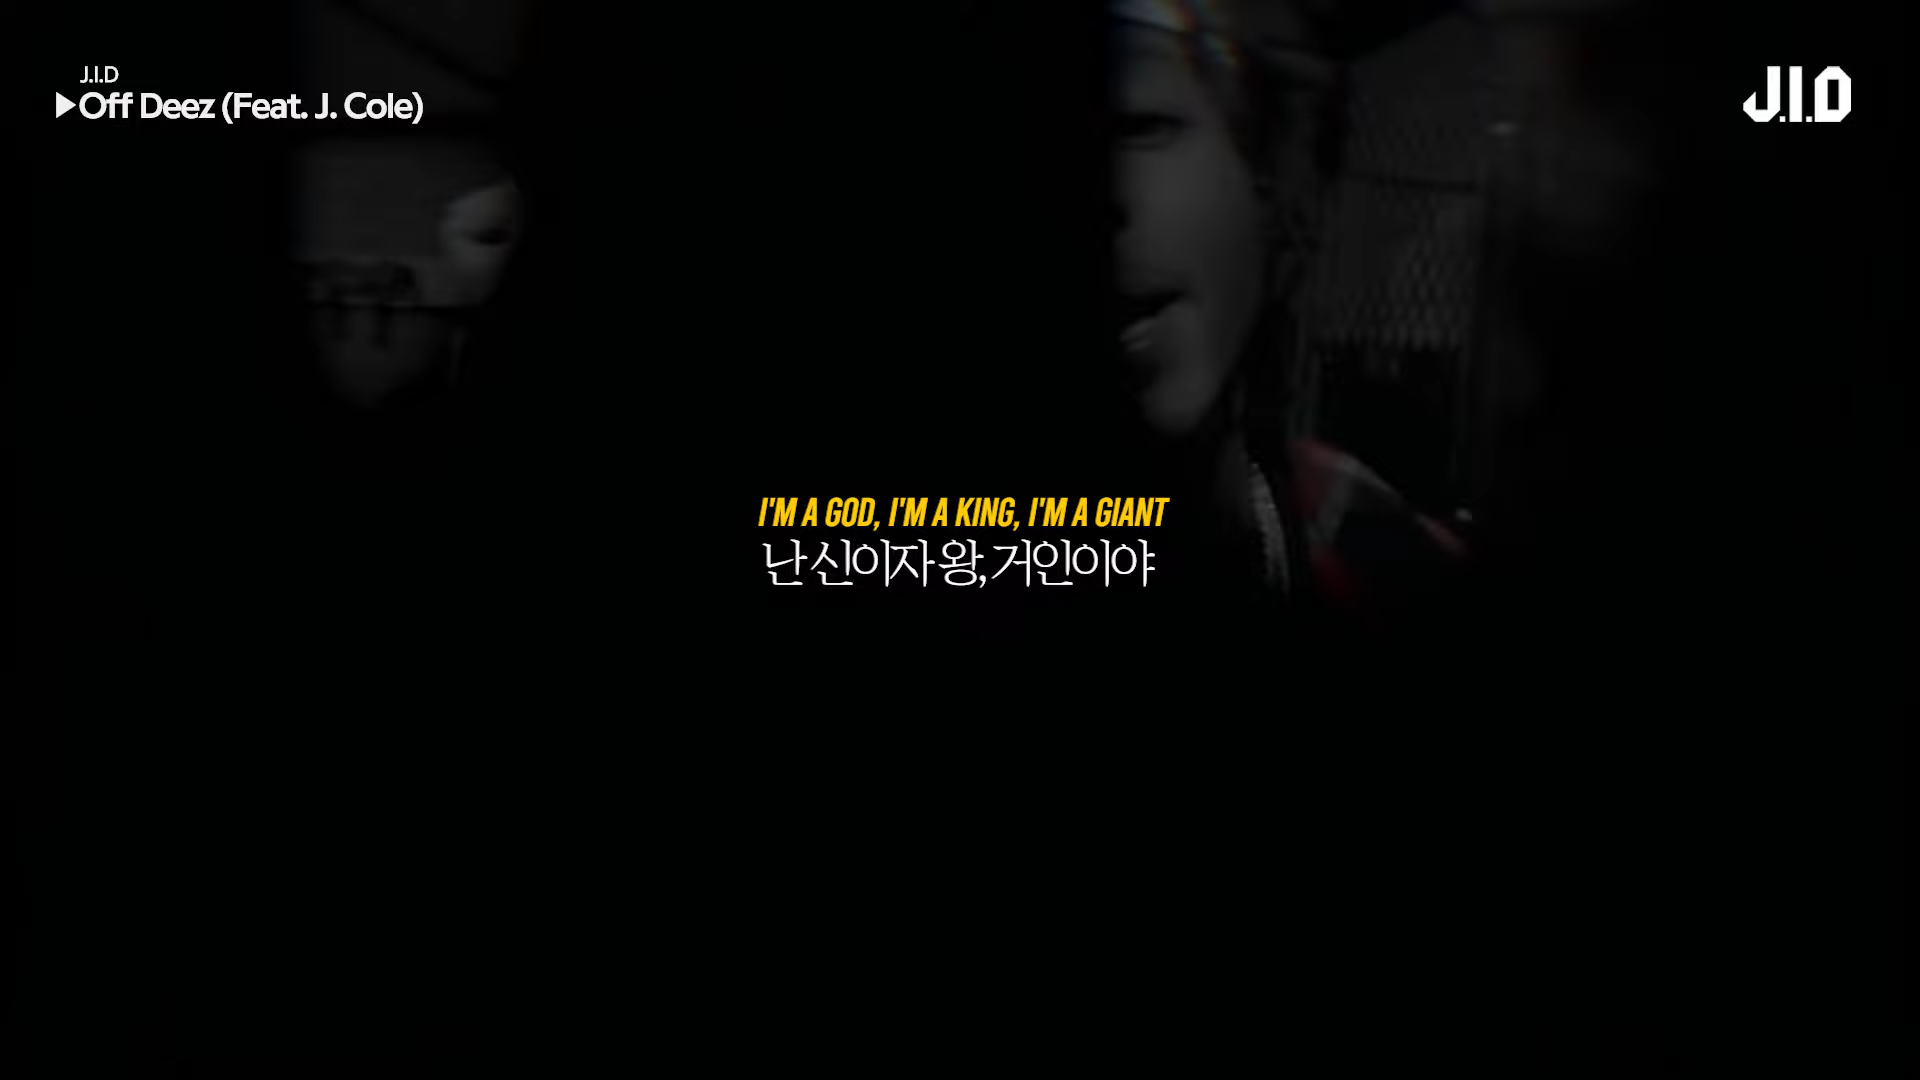 J.I.D
▶Off Deez (Feat. J. Cole)
J.I.D
I'M A GOD, I'M A KING, I'M A GIANT
난 신이자 왕, 거인이야